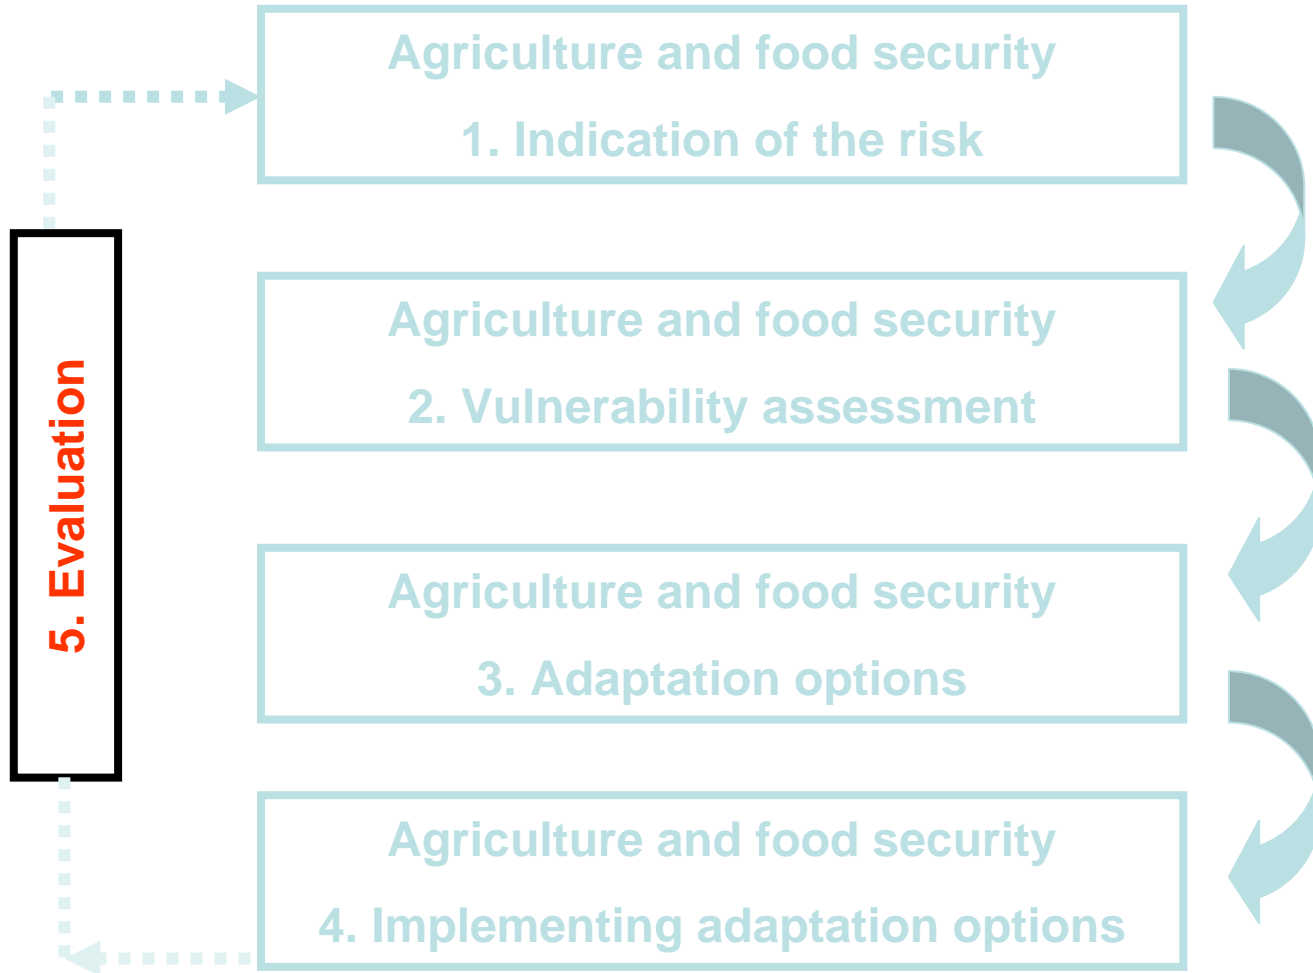 Agriculture and food security
1. Indication of the risk
Agriculture and food security
2. Vulnerability assessment
5. Evaluation
Agriculture and food security
3. Adaptation options
Agriculture and food security
4. Implementing adaptation options